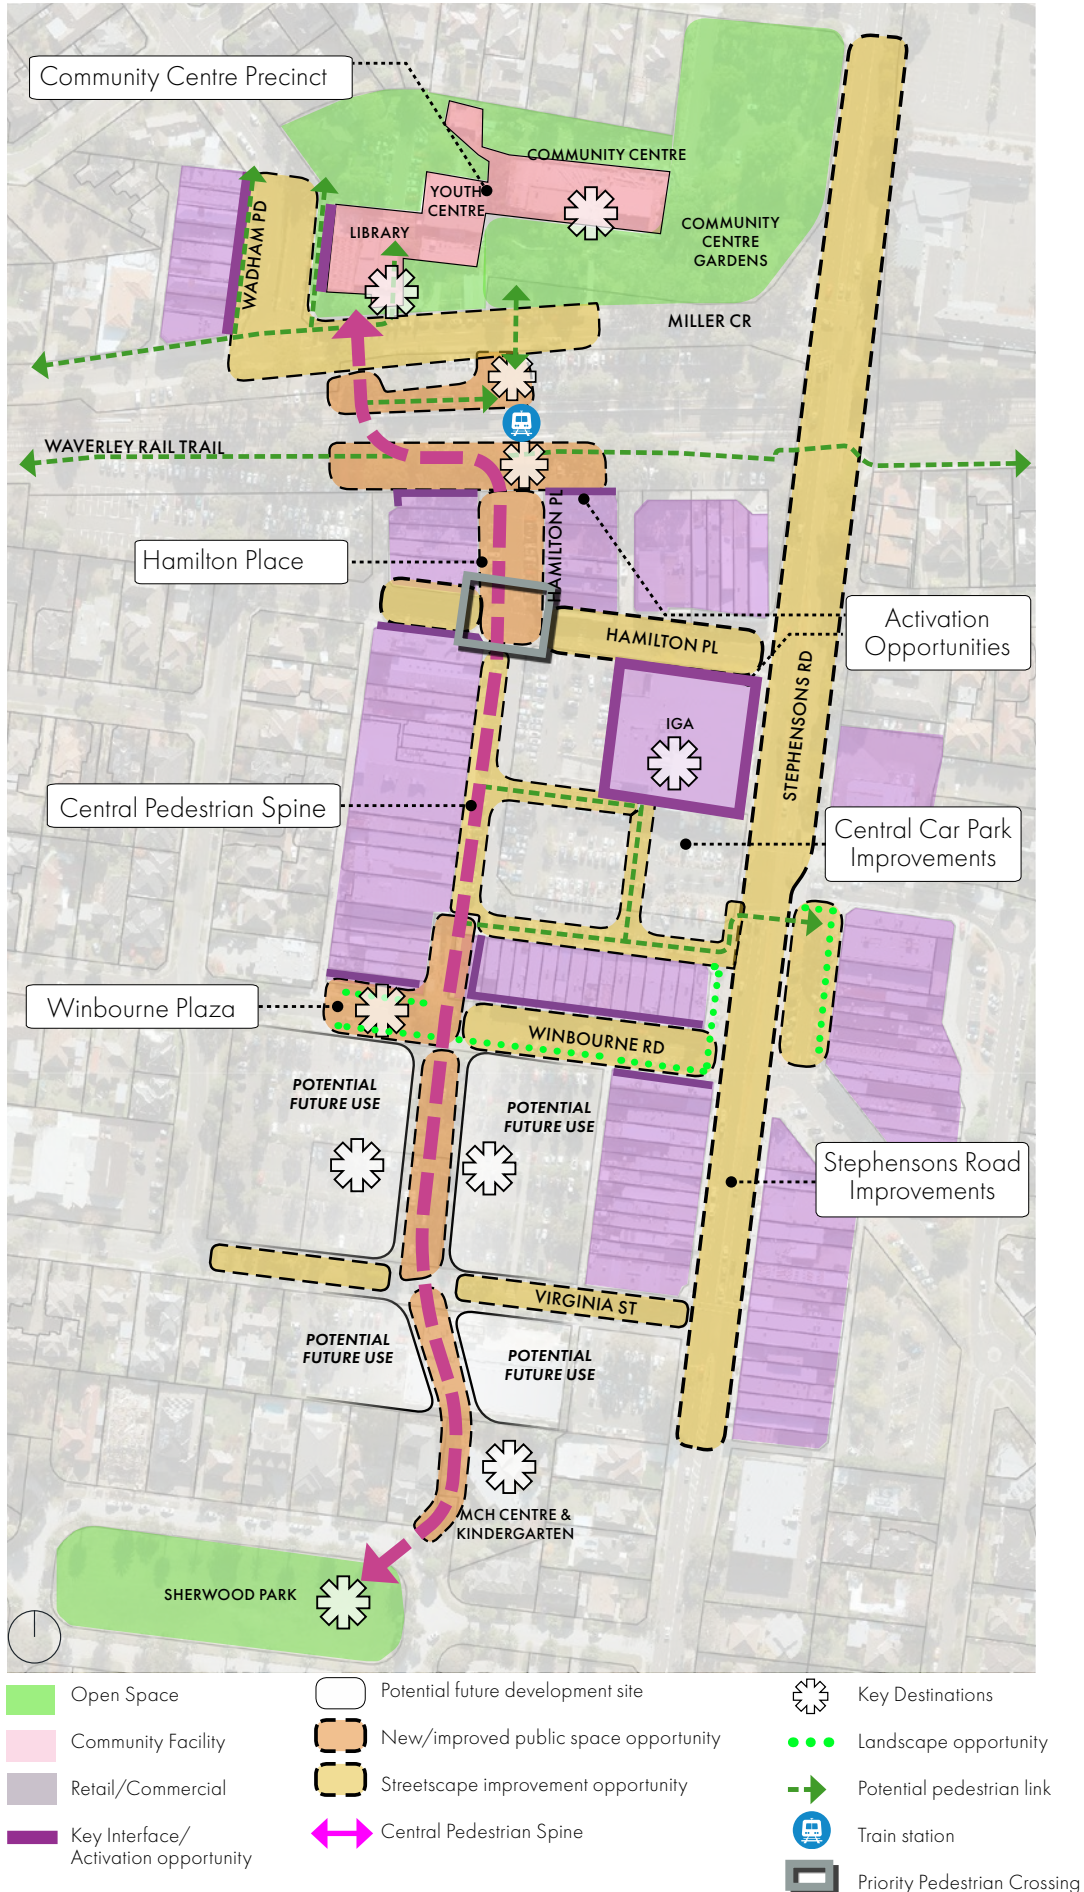 Community Centre Precinct
COMMUNITY CENTRE
YOUTH
CENTRE
LIBRARY
COMMUNITY
CENTRE
GARDENS
WADHAM PD
MILLER CR
WAVERLEY RAIL TRAIL
HAMILTON PL
Hamilton Place
HAMILTON PL
Activation
Opportunities
STEPHENSONS RD
IGA
Central Pedestrian Spine
Central Car Park
Improvements
Winbourne Plaza
WINBOURNE RD
POTENTIAL
FUTURE USE
POTENTIAL
FUTURE USE
Stephensons Road
Improvements
VIRGINIA ST
POTENTIAL
FUTURE USE
POTENTIAL
FUTURE USE
MCH CENTRE &
KINDERGARTEN
SHERWOOD PARK
Open Space
Community Facility
Retail/Commercial
Key Interface/
Activation opportunity
Potential future development site
New/improved public space opportunity
Streetscape improvement opportunity
Central Pedestrian Spine
Key Destinations
Landscape opportunity
Potential pedestrian link
Train station
Priority Pedestrian Crossing